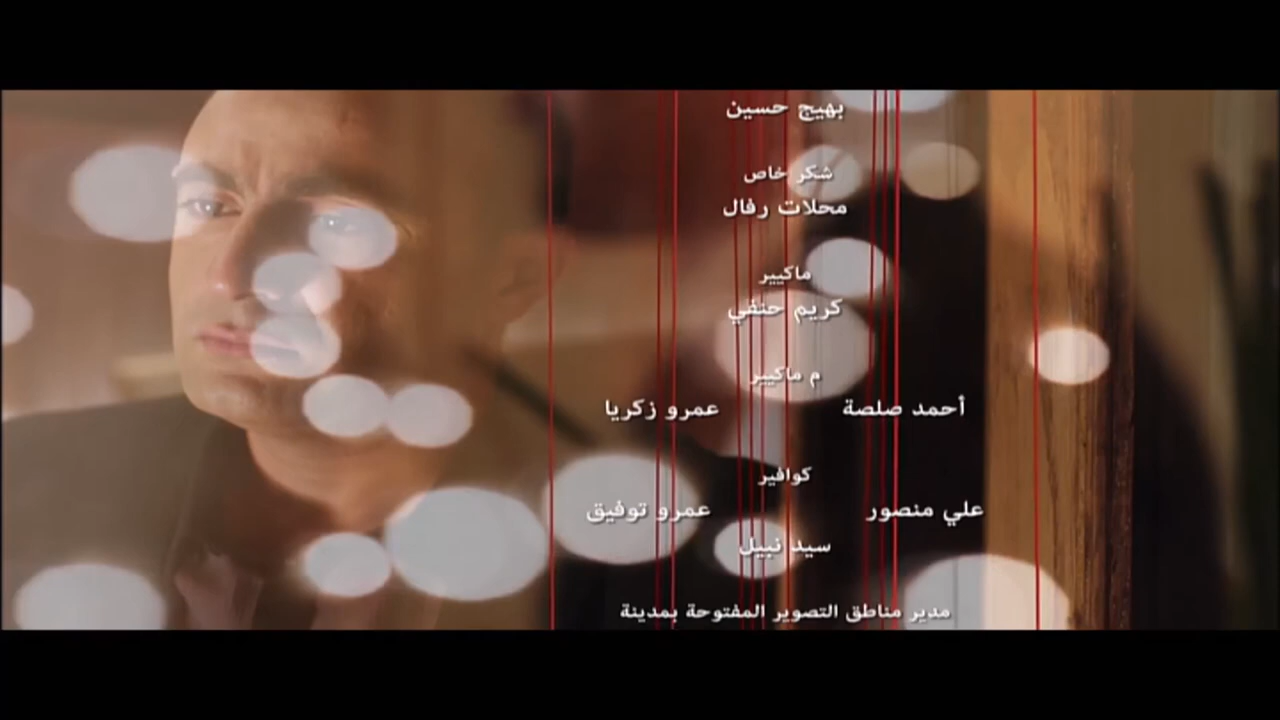 بهيج حسين
شكر خاص
محلات رفال
ماكيير
كريم حنفي
م ماكيير
أحمد صلصة عمرو زكريا
كوافير
علي منصور عمرو توفيق
سيد نبيل
مدير مناطق التصوير المفتوحة بمدينة